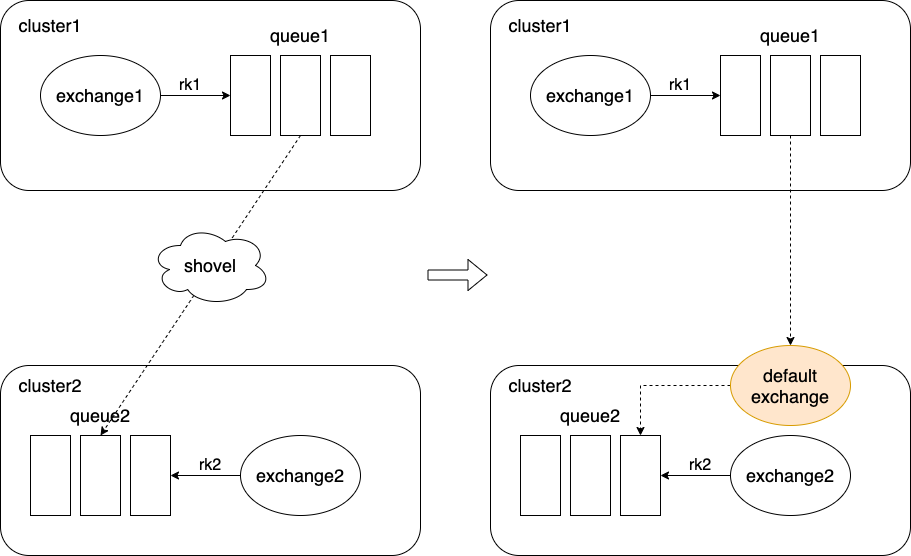 cluster1
queue1
exchange1
rk1
shovel
cluster2
queue2
rk2
exchange2
cluster1
queue1
exchange1
rk1
default
exchange
cluster2
queue2
rk2
exchange2